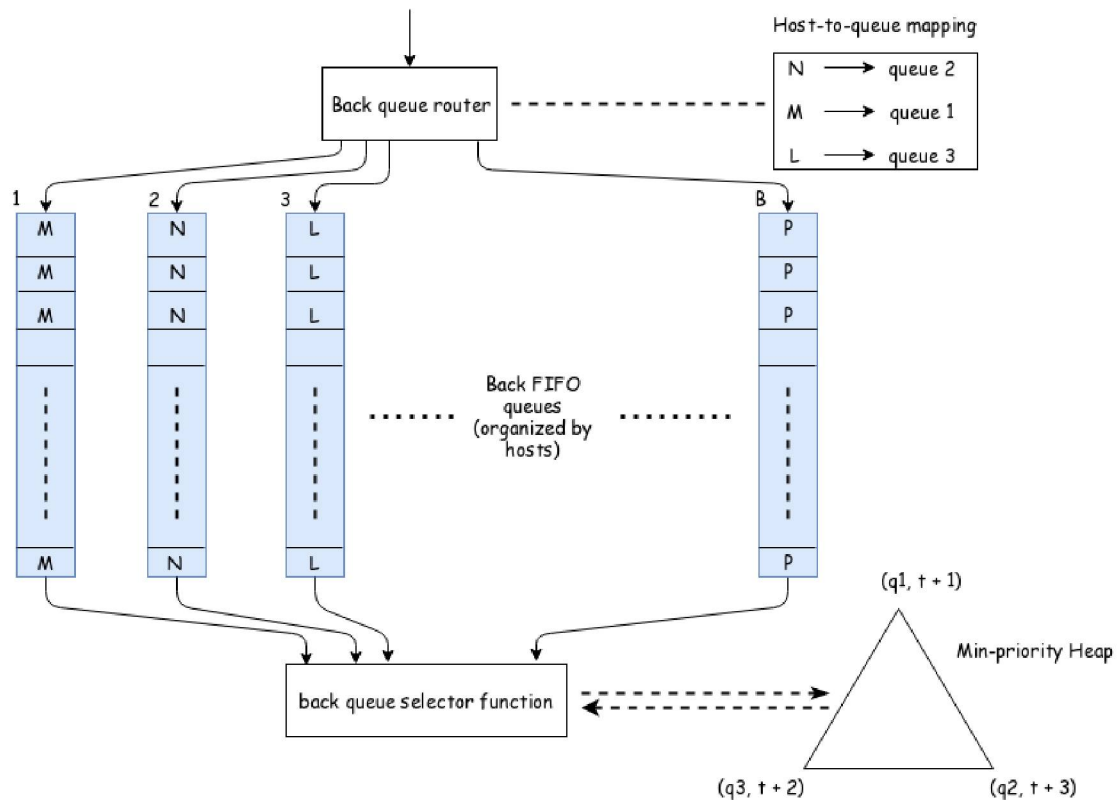 Host-to-queue mapping
Back queue router
N queue 2
M queue 1
L queue 3
1 2 3 B
M N L P
M N L P
M N L P
Back FIFO
queues
(organized by
hosts)
M N L P
(q1, t + 1)
Min-priority Heap
back queue selector function
(q3, t + 2) (q2, t + 3)